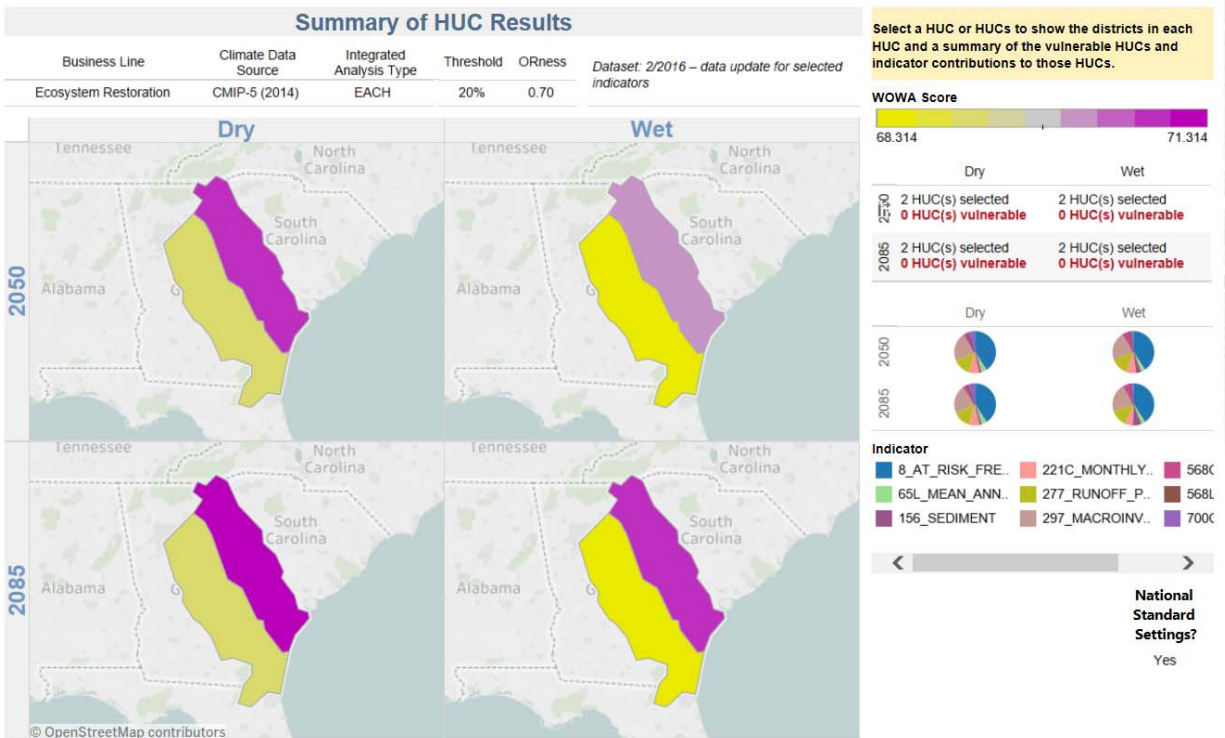 Summary of HUC Results
Business Line
Climate Data Source
Integrated Analysis Type
Threshold
ORness
Ecosystem Restoration
CMIP-5 (2014)
EACH
20%
0.70
Dataset: 2/2016 – data update for selected
indicators
Select a HUC or HUCs to show the districts in each
HUC and a summary of the vulnerable HUCs and
indicator contributions to those HUCs.
WOWA Score
68.314
71.314
Dry
Wet
2050
2085
Tennessee
North
Carolina
South
Carolina
Alabama
G
Tennessee
North
Carolina
South
Carolina
Alabama
G
Tennessee
North
Carolina
South
Carolina
Alabama
G
© OpenStreetMap contributors
Tennessee
North
Carolina
South
Carolina
Alabama
G
Dry
Wet
2 HUC(s) selected
0 HUC(s) vulnerable
2 HUC(s) selected
0 HUC(s) vulnerable
2085
2 HUC(s) selected
0 HUC(s) vulnerable
2 HUC(s) selected
0 HUC(s) vulnerable
Dry
Wet
2050
2085
Indicator
8_AT_RISK_FRE..
221C_MONTHLY..
568C
65L_MEAN_ANN..
277_RUNOFF_P..
568L
156_SEDIMENT
297_MACROINV..
700C
<
>
National
Standard
Settings?
Yes